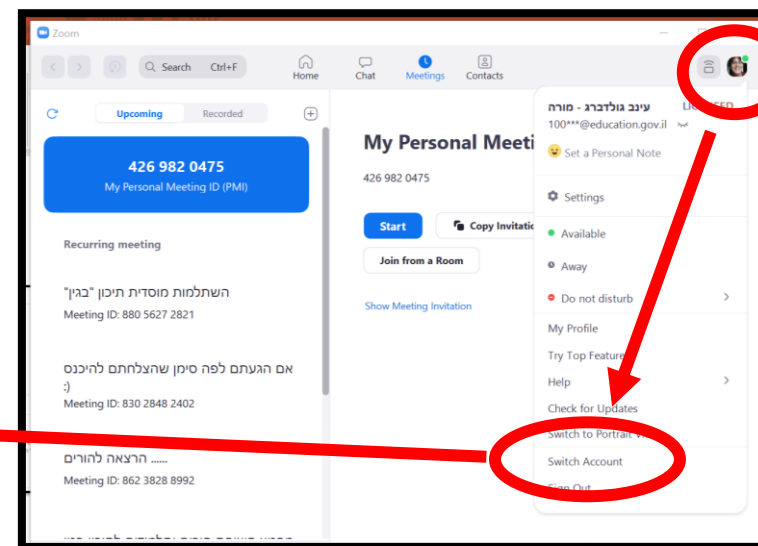 Zoom
Search Ctrl+F
Home
Chat
Meetings
Contacts
Upcoming
Recorded
426 982 0475
My Personal Meeting ID (PMI)
Recurring meeting
השתלמות מוסדית תיכון "בגין"
Meeting ID: 880 5627 2821
אם הגעתם לפה סימן שהצלחתם להיכנס
:)
Meeting ID: 830 2848 2402
הרצאה להורים ......
Meeting ID: 862 3828 8992
My Personal Meeti
426 982 0475
Start
Copy Invitatic
Join from a Room
Show Meeting Invitation
עינב גולדברג - מורה
LICENSED
100***@education.gov.il
Set a Personal Note
Settings
Available
Away
Do not disturb
My Profile
Try Top Feature
Help
Check for Updates
Switch to Portrait
Switch Account
Sign Out